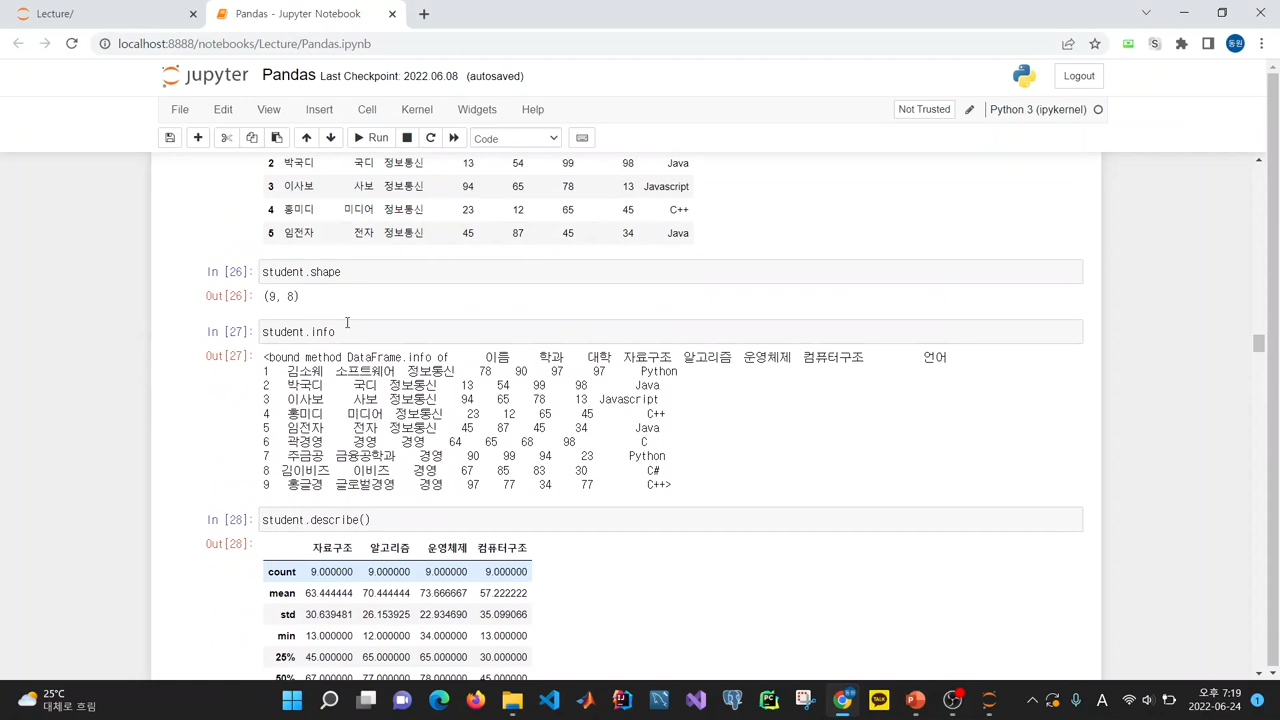 Lecture/
Pandas - Jupyter Notebook
localhost:8888/notebooks/Lecture/Pandas.ipynb
동원
jupyter Pandas Last Checkpoint: 2022.06.08 (autosaved)
Logout
File Edit View Insert Cell Kernel Widgets Help
Not Trusted Python 3 (ipykernel)
Run Code
2 박국디 국디 정보통신 13 54 99 98 Java
3 이사보 사보 정보통신 94 65 78 13 Javascript
4 홍미디 미디어 정보통신 23 12 65 45 C++
5 임전자 전자 정보통신 45 87 45 34 Java
In [26]: student.shape
Out[26]: (9, 8)
In [27]: student.info
Out[27]: <bound method DataFrame.info of 이름 학과 대학 자료구조 알고리즘 운영체제 컴퓨터구조 언어
1 김소웨 소프트웨어 정보통신 78 90 97 97 Python
2 박국디 국디 정보통신 13 54 99 98 Java
3 이사보 사보 정보통신 94 65 78 13 Javascript
4 홍미디 미디어 정보통신 23 12 65 45 C++
5 임전자 전자 정보통신 45 87 45 34 Java
6 곽경영 경영 경영 64 65 68 98 C
7 주금공 금융공학과 경영 90 99 94 23 Python
8 김이비즈 이비즈 경영 67 85 83 30 C#
9 홍글경 글로벌경영 경영 97 77 34 77 C++>
In [28]: student.describe()
Out[28]:
자료구조 알고리즘 운영체제 컴퓨터구조
count 9.000000 9.000000 9.000000 9.000000
mean 63.444444 70.444444 73.666667 57.222222
std 30.639481 26.153925 22.934690 35.099066
min 13.000000 12.000000 34.000000 13.000000
25% 45.000000 65.000000 65.000000 30.000000
50% 67.000000 77.000000 78.000000 45.000000
25°C
대체로 흐림
TALK
A
오후 7:19
2022-06-24
1